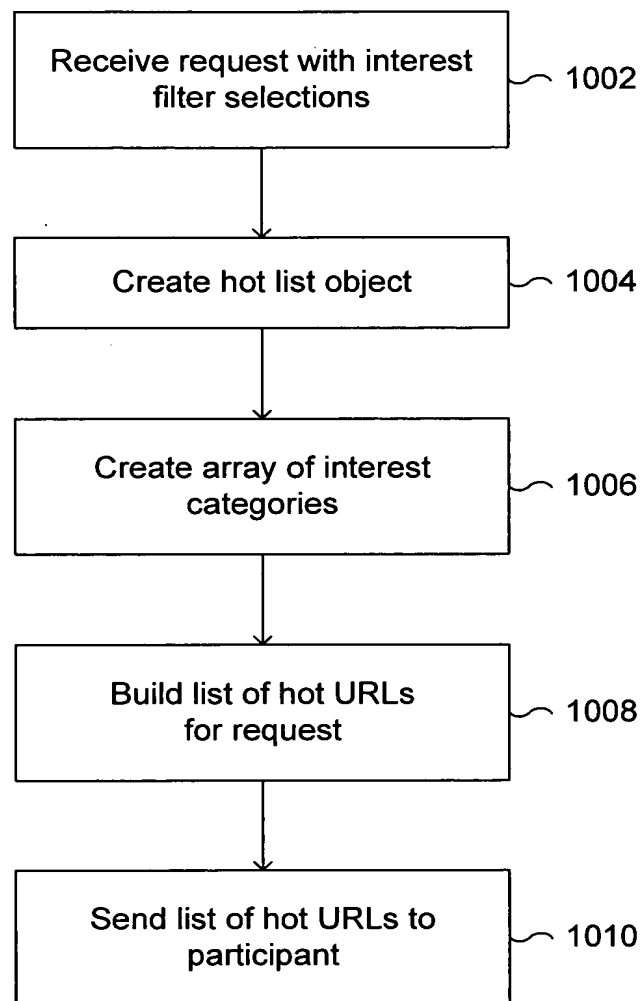 Receive request with interest
filter selections
1002
Create hot list object
1004
Create array of interest
categories
1006
Build list of hot URLs
for request
1008
Send list of hot URLs to
participant
1010